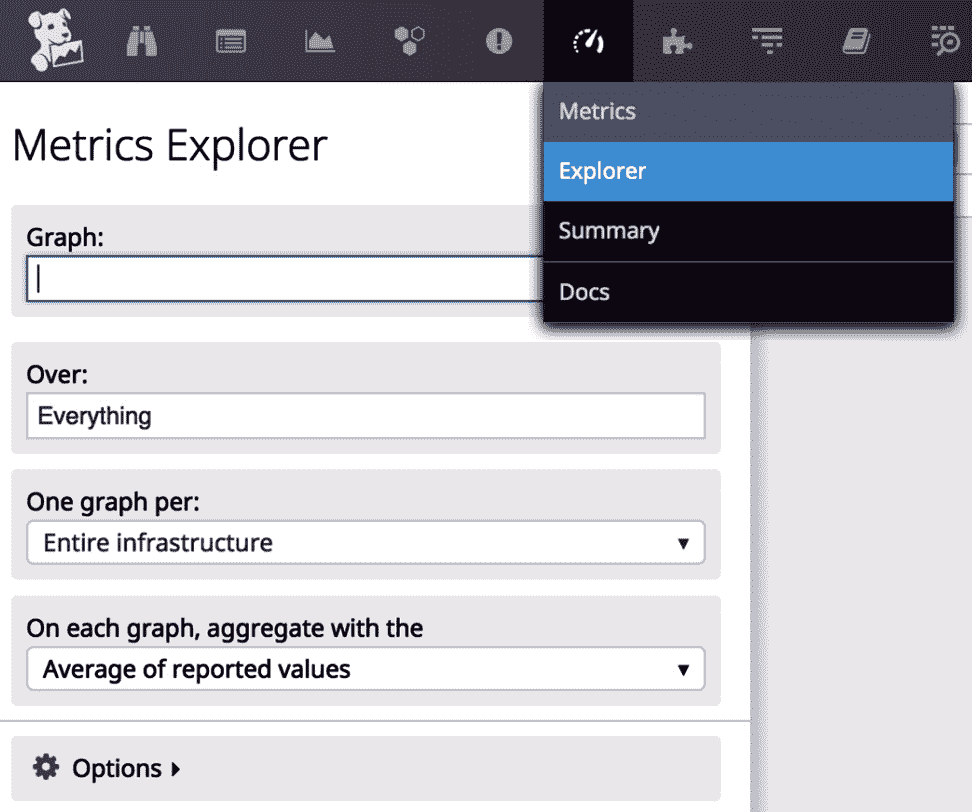 Metrics
Explorer
Summary
Docs
Metrics Explorer
Graph:
Over:
Everything
One graph per:
Entire infrastructure
On each graph, aggregate with the
Average of reported values
Options